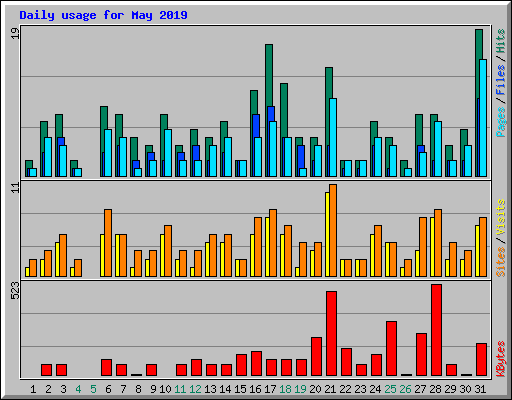 Daily usage for May 2019
19
Pages / Files / Hits
11
Sites / Visits
523
KBytes
1 2 3 4 5 6 7 8 9 10 11 12 13 14 15 16 17 18 19 20 21 22 23 24 25 26 27 28 29 30 31